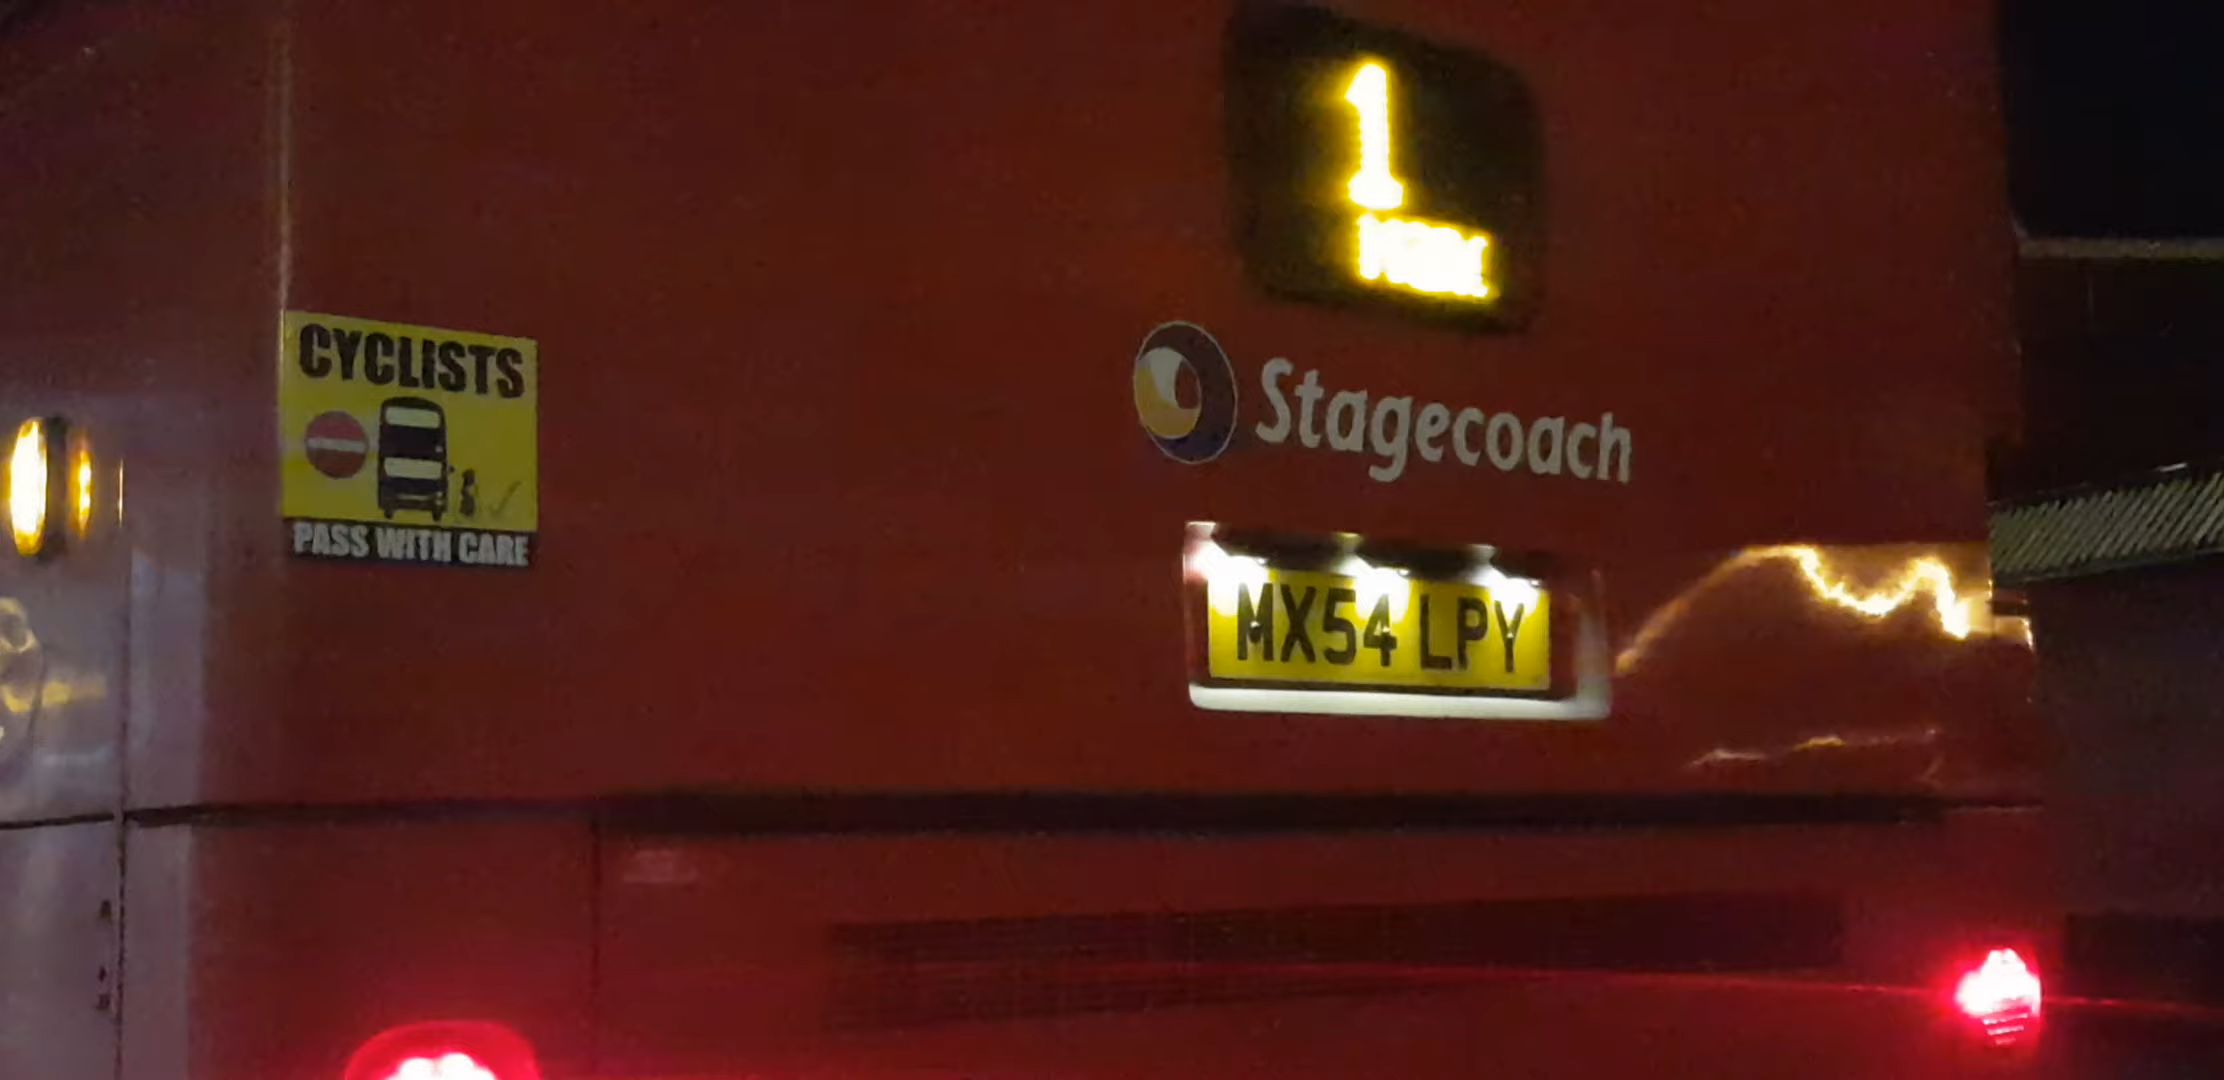 1
CYCLISTS
PASS WITH CARE
Stagecoach
MX54 LPY